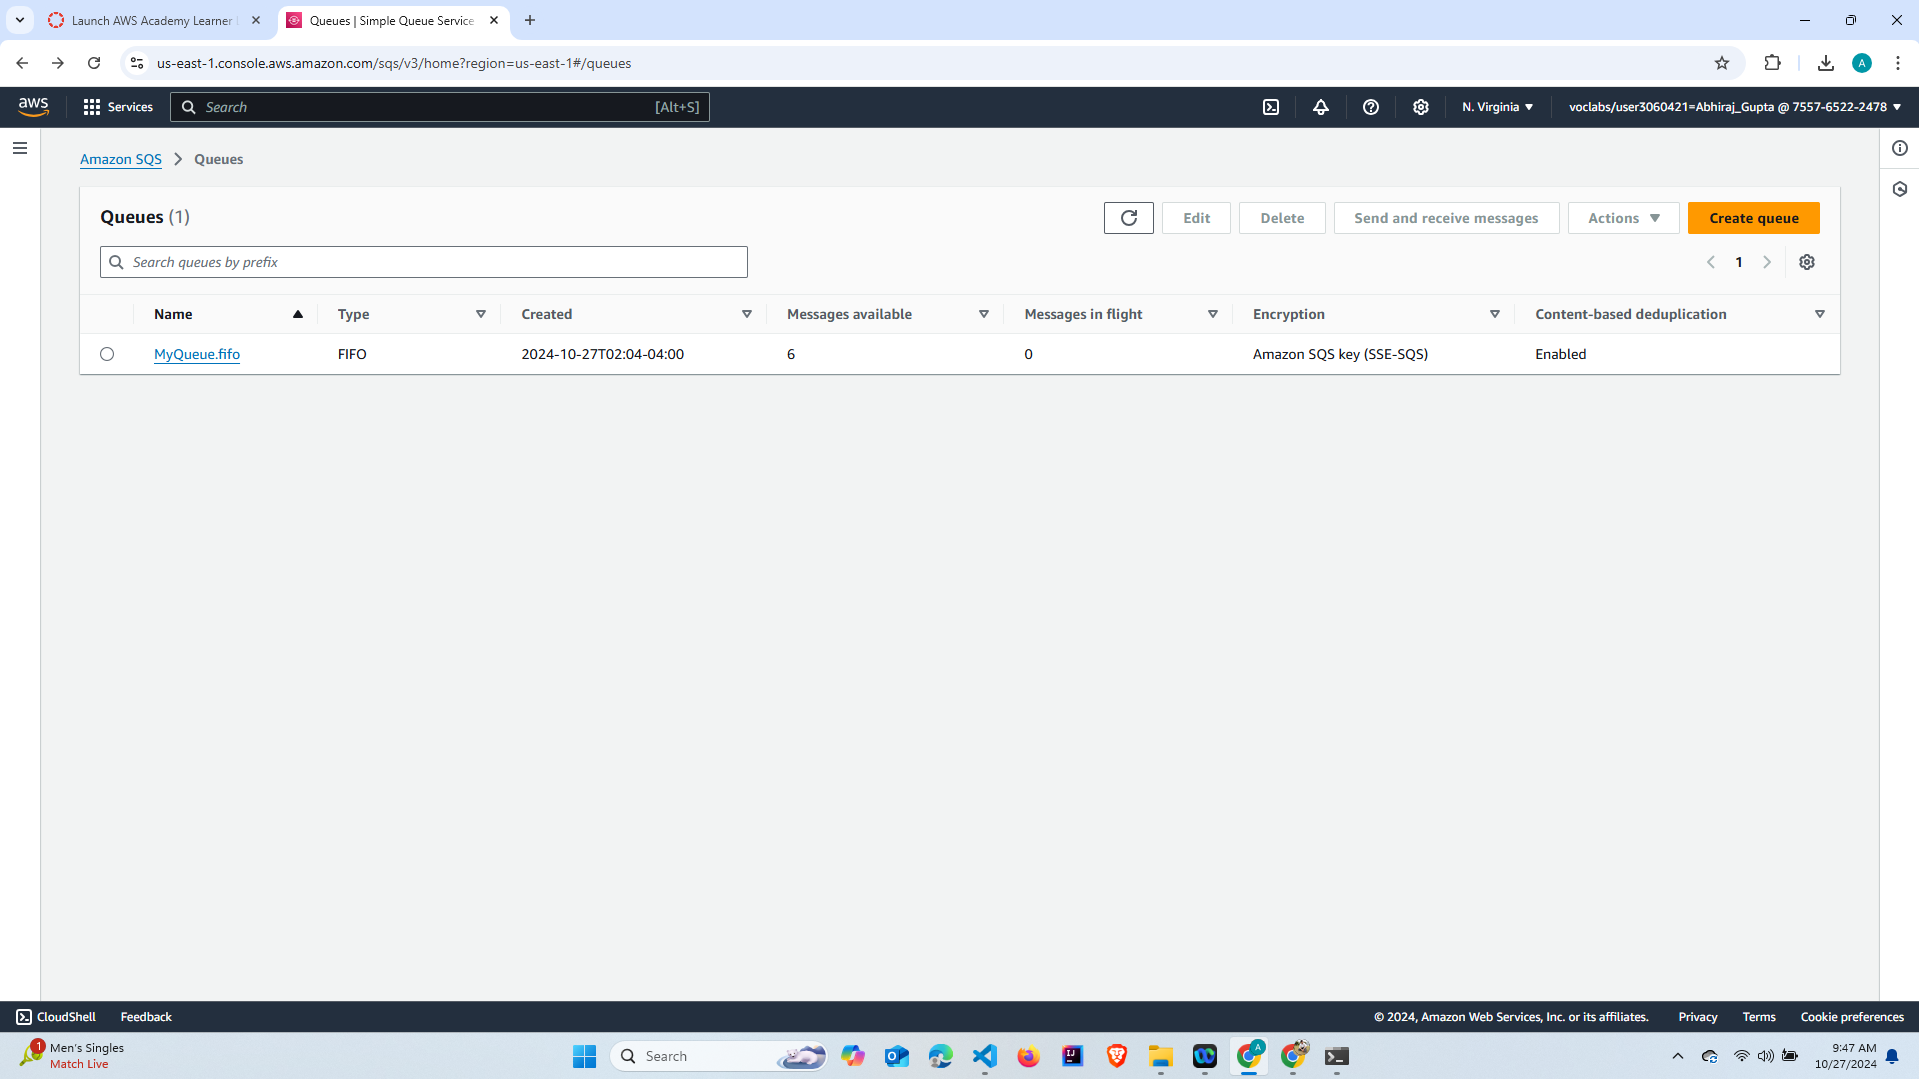 Launch AWS Academy Learner
Queues | Simple Queue Service
us-east-1.console.aws.amazon.com/sqs/v3/home?region=us-east-1#/queues
A
aws
Services
Search
[Alt+S]
N. Virginia
voclabs/user3060421=Abhiraj_Gupta @ 7557-6522-2478
Amazon SQS
Queues
Queues (1)
Edit
Delete
Send and receive messages
Actions
Create queue
Search queues by prefix
1
Name
Type
Created
Messages available
Messages in flight
Encryption
Content-based deduplication
MyQueue.fifo
FIFO
2024-10-27T02:04-04:00
6
0
Amazon SQS key (SSE-SQS)
Enabled
CloudShell
Feedback
© 2024, Amazon Web Services, Inc. or its affiliates.
Privacy
Terms
Cookie preferences
1
Men's Singles
Match Live
Search
A
9:47 AM
10/27/2024